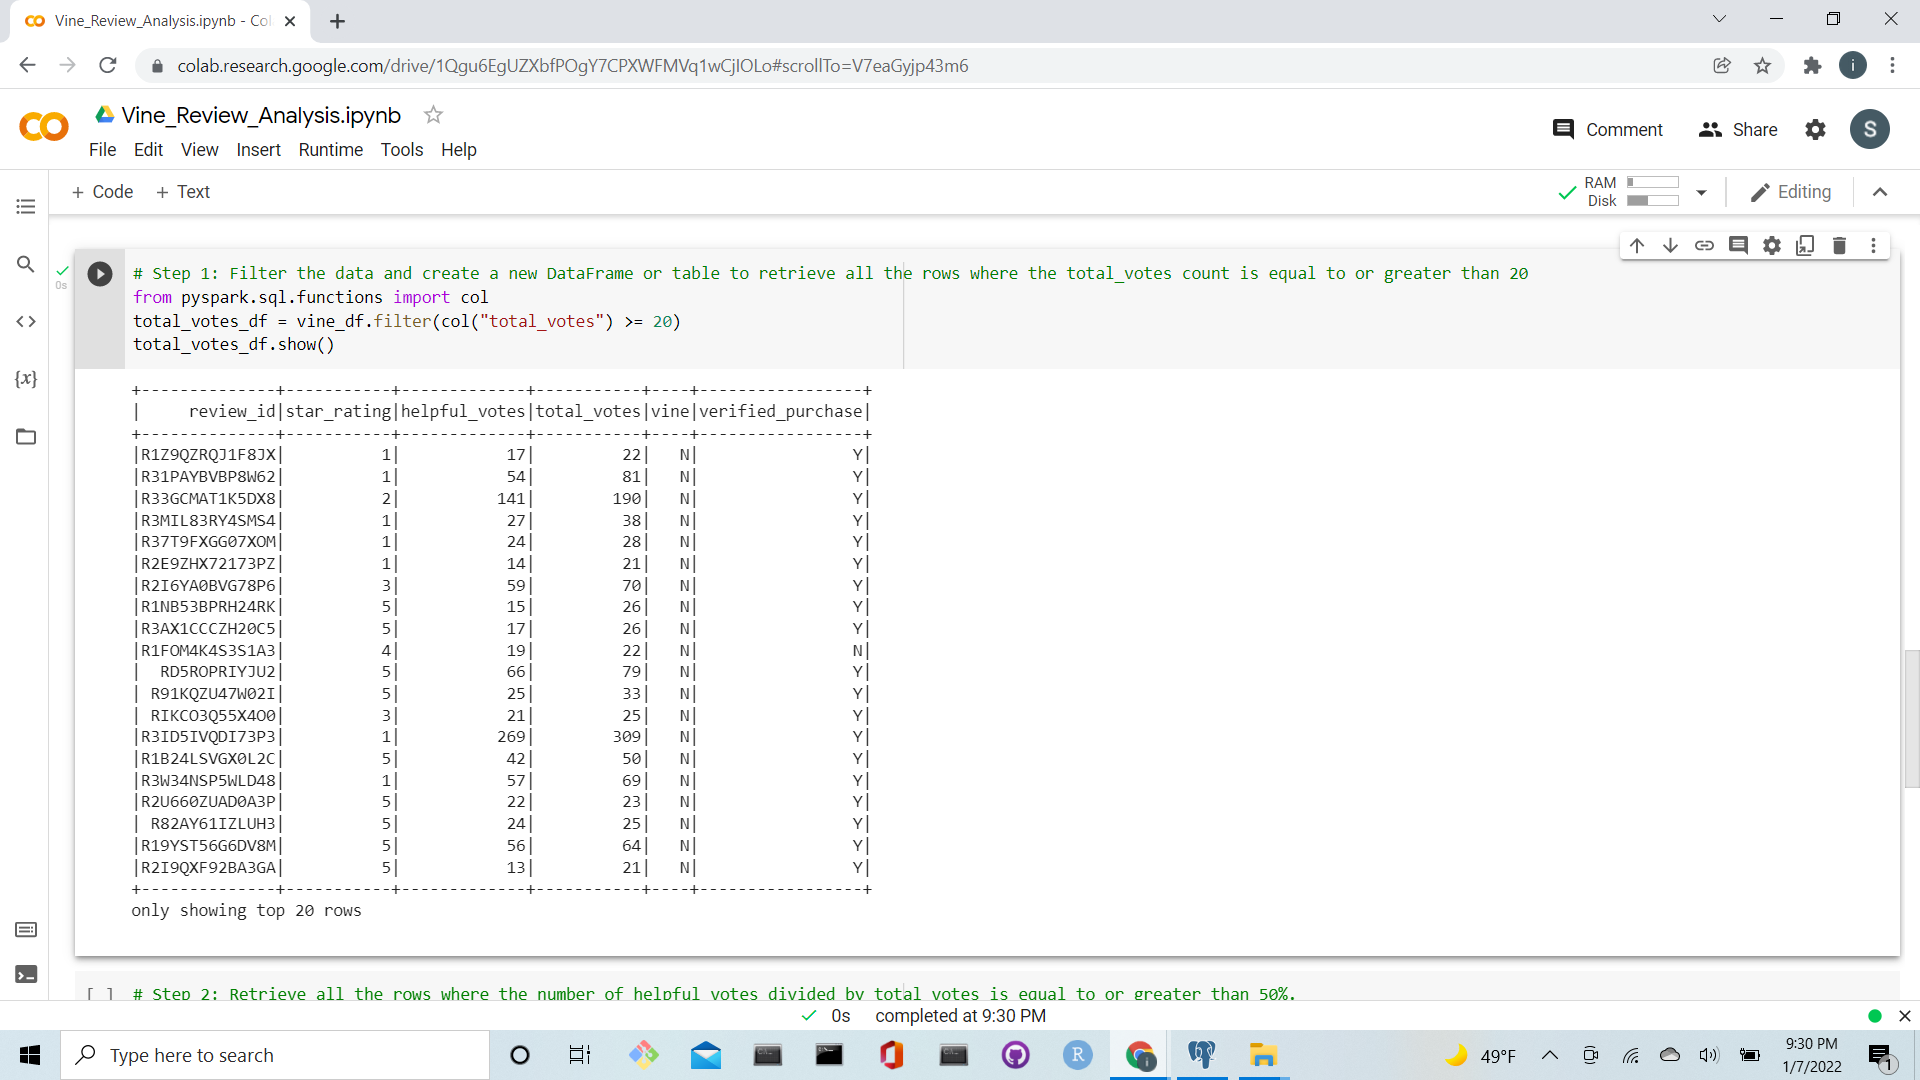 Vine_Review_Analysis.ipynb - Co
colab.research.google.com/drive/1Qgu6EgUZXbfPOgY7CPXWFMVq1wCjIOLo#scrollTo=V7eaGyjp43m6
i
Vine_Review_Analysis.ipynb
File Edit View Insert Runtime Tools Help
Comment Share S
+ Code + Text
RAM
Disk
Editing
0s
# Step 1: Filter the data and create a new DataFrame or table to retrieve all the rows where the total_votes count is equal to or greater than 20
from pyspark.sql.functions import col
total_votes_df = vine_df.filter(col("total_votes") >= 20)
total_votes_df.show()
+--------------+-----------+-------------+-----------+----+-----------------+
|     review_id|star_rating|helpful_votes|total_votes|vine|verified_purchase|
+--------------+-----------+-------------+-----------+----+-----------------+
|R1Z9QZRQJ1F8JX|          1|           17|         22|   N|                Y|
|R31PAYBVBP8W62|          1|           54|         81|   N|                Y|
|R33GCMAT1K5DX8|          2|          141|        190|   N|                Y|
|R3MIL83RY4SMS4|          1|           27|         38|   N|                Y|
|R37T9FXGG07XOM|          1|           24|         28|   N|                Y|
|R2E9ZHX72173PZ|          1|           14|         21|   N|                Y|
|R2I6YA0BVG78P6|          3|           59|         70|   N|                Y|
|R1NB53BPRH24RK|          5|           15|         26|   N|                Y|
|R3AX1CCCZH20C5|          5|           17|         26|   N|                Y|
|R1FOM4K4S3S1A3|          4|           19|         22|   N|                N|
|  RD5ROPRIYJU2|          5|           66|         79|   N|                Y|
| R91KQZU47W02I|          5|           25|         33|   N|                Y|
| RIKCO3Q55X4O0|          3|           21|         25|   N|                Y|
|R3ID5IVQDI73P3|          1|          269|        309|   N|                Y|
|R1B24LSVGX0L2C|          5|           42|         50|   N|                Y|
|R3W34NSP5WLD48|          1|           57|         69|   N|                Y|
|R2U660ZUAD0A3P|          5|           22|         23|   N|                Y|
| R82AY61IZLUH3|          5|           24|         25|   N|                Y|
|R19YST56G6DV8M|          5|           56|         64|   N|                Y|
|R2I9QXF92BA3GA|          5|           13|         21|   N|                Y|
+--------------+-----------+-------------+-----------+----+-----------------+
only showing top 20 rows
[ ] # Step 2: Retrieve all the rows where the number of helpful votes divided by total votes is equal to or greater than 50%.
0s completed at 9:30 PM
Type here to search
R
49°F
9:30 PM
1/7/2022
1